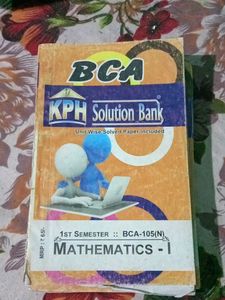 BCA
KPH Solution Bank
Unit Wise Solved Paper Included
1ST SEMESTER :: BCA-105(N)
MATHEMATICS - I